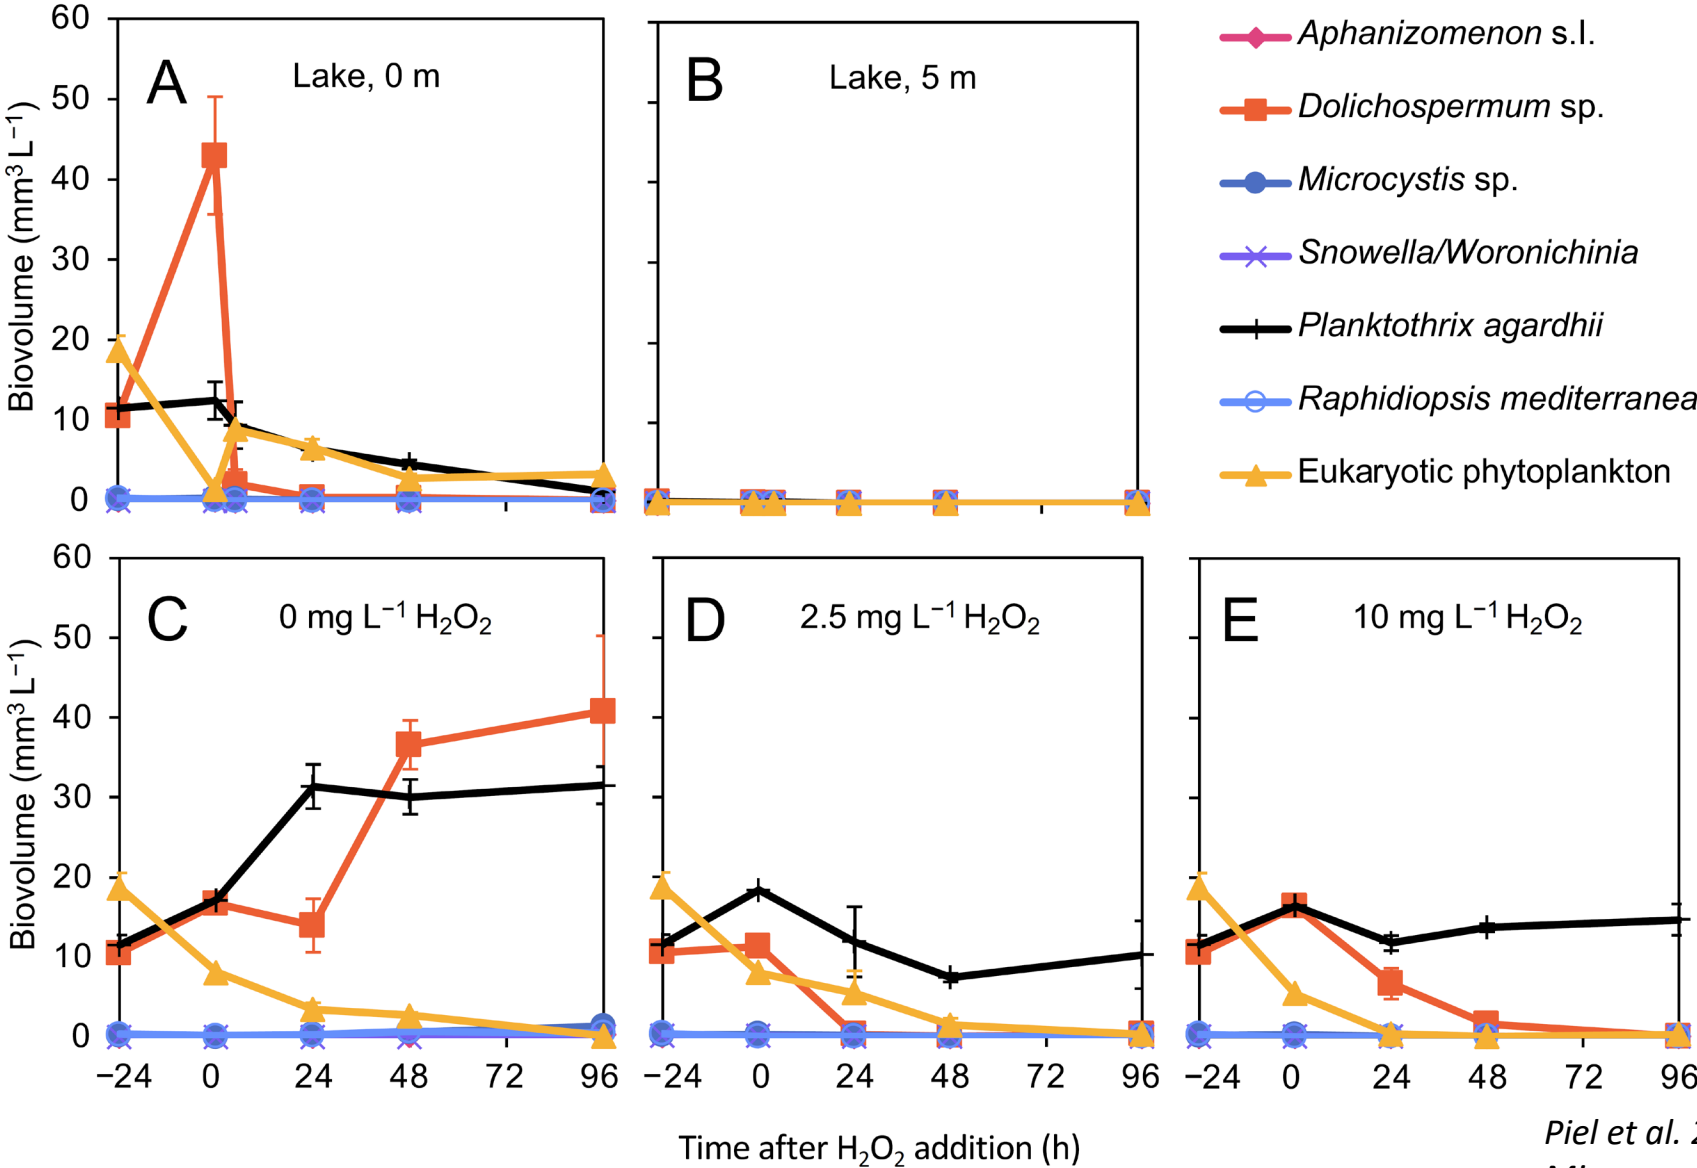 60
50
40
30
20
10
0
Biovolume (mm³ L⁻¹)
A
Lake, 0 m
B
Lake, 5 m
Aphanizomenon s.l.
Dolichospermum sp.
Microcystis sp.
Snowella/Woronichinia
Planktothrix agardhii
Raphidiopsis mediterranea
Eukaryotic phytoplankton
60
50
40
30
20
10
0
Biovolume (mm³ L⁻¹)
C
0 mg L⁻¹ H₂O₂
D
2.5 mg L⁻¹ H₂O₂
E
10 mg L⁻¹ H₂O₂
−24 0 24 48 72 96
−24 0 24 48 72 96
−24 0 24 48 72 96
Time after H₂O₂ addition (h)
Piel et al. 2